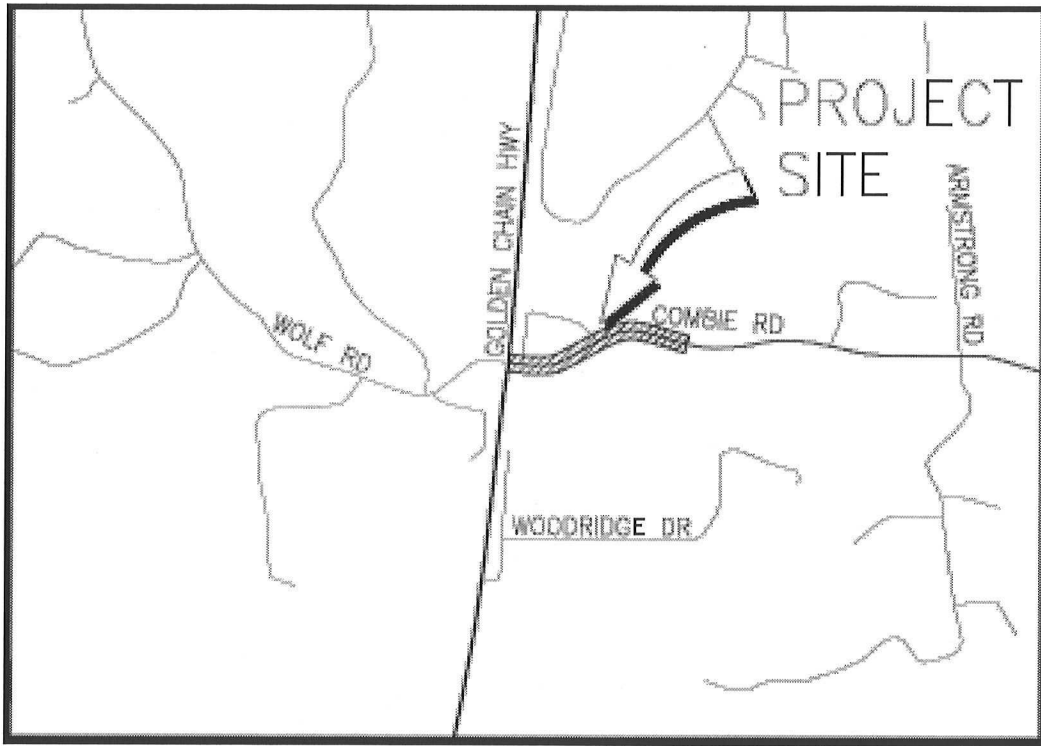 PROJECT
SITE
GOLDEN CHAIN HWY
ARMSTRONG RD
COMBIE RD
WOLF RD
WOODRIDGE DR